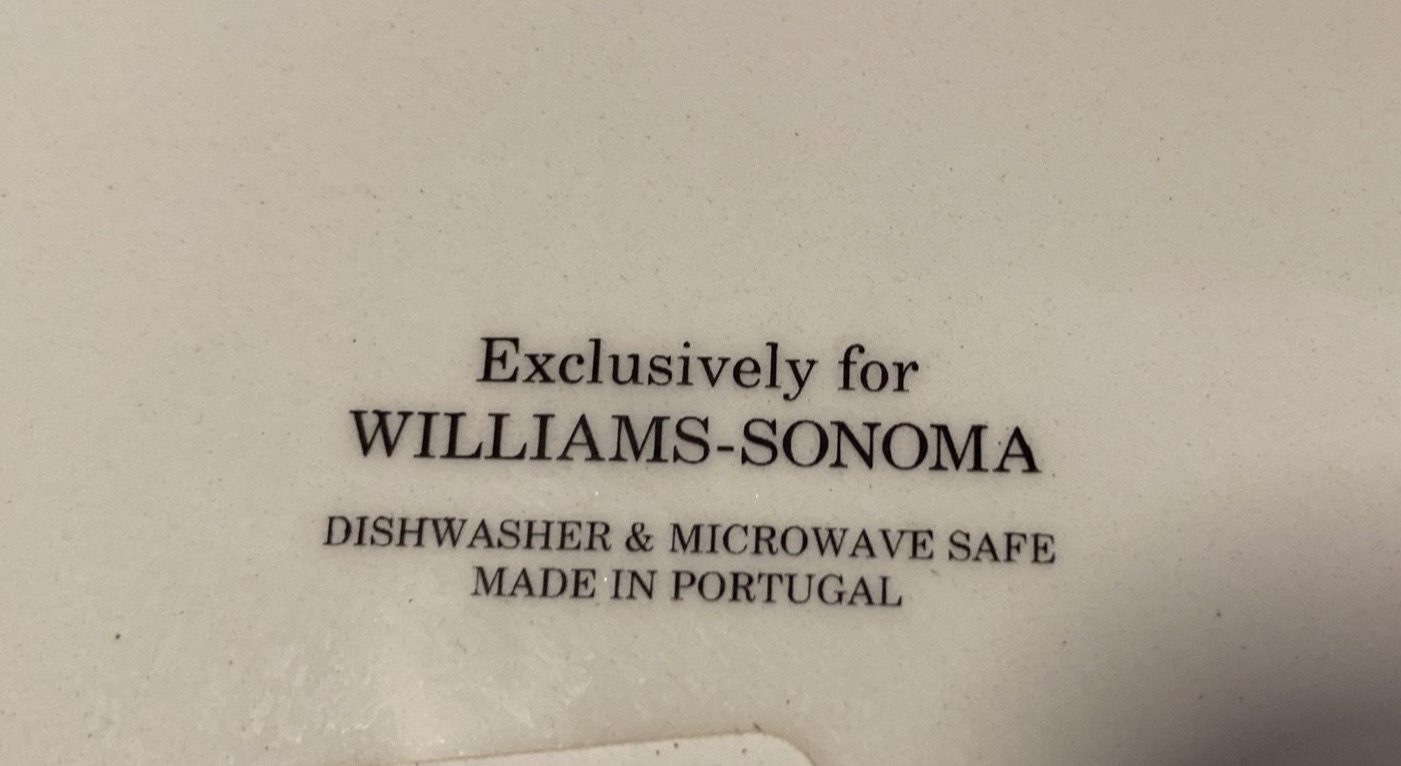 Exclusively for
WILLIAMS-SONOMA
DISHWASHER & MICROWAVE SAFE
MADE IN PORTUGAL